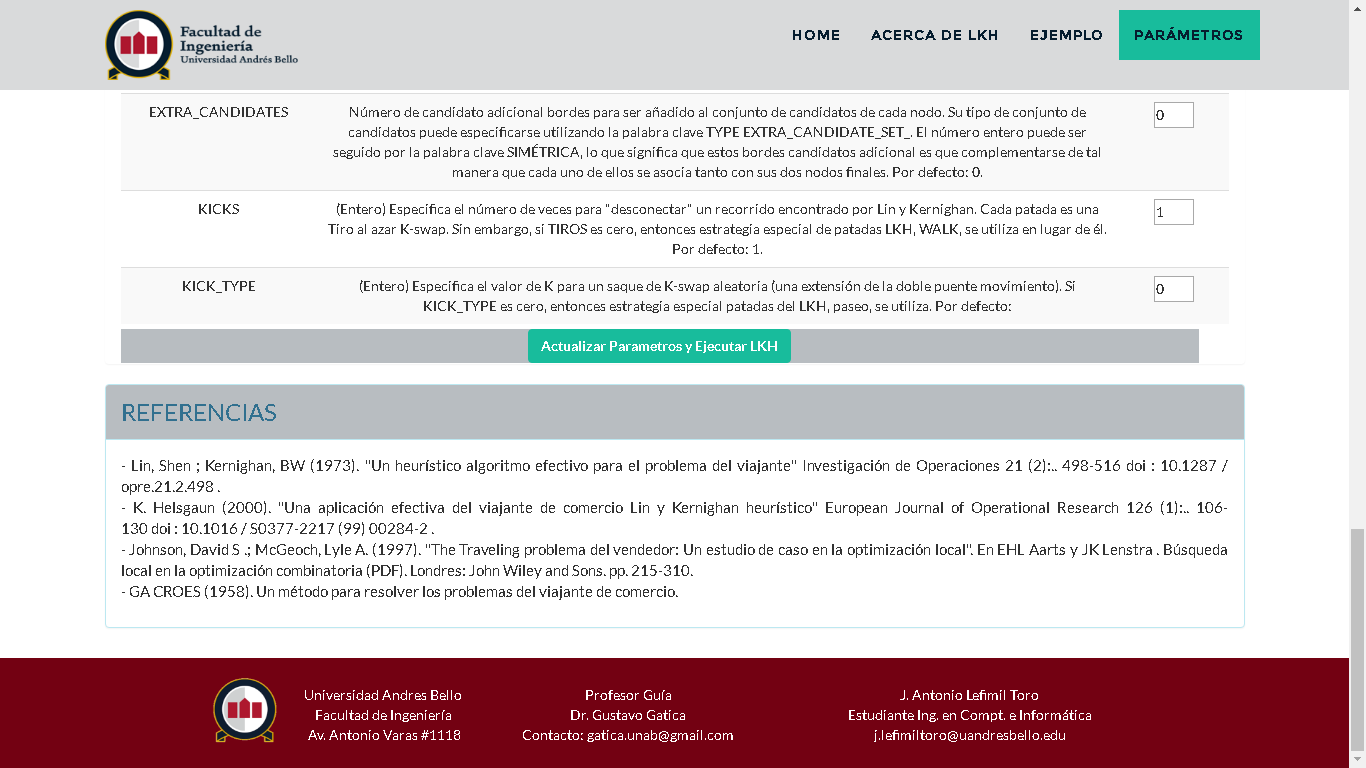 Facultad de
Ingeniería
Universidad Andrés Bello
HOME
ACERCA DE LKH
EJEMPLO
PARÁMETROS
EXTRA_CANDIDATES
Número de candidato adicional bordes para ser añadido al conjunto de candidatos de cada nodo. Su tipo de conjunto de
candidatos puede especificarse utilizando la palabra clave TYPE EXTRA_CANDIDATE_SET_. El número entero puede ser
seguido por la palabra clave SIMÉTRICA, lo que significa que estos bordes candidatos adicional es que complementarse de tal
manera que cada uno de ellos se asocia tanto con sus dos nodos finales. Por defecto: 0.
0
KICKS
(Entero) Especifica el número de veces para "desconectar" un recorrido encontrado por Lin y Kernighan. Cada patada es una
Tiro al azar K-swap. Sin embargo, si TIROS es cero, entonces estrategia especial de patadas LKH, WALK, se utiliza en lugar de él.
Por defecto: 1.
1
KICK_TYPE
(Entero) Especifica el valor de K para un saque de K-swap aleatoria (una extensión de la doble puente movimiento). Si
KICK_TYPE es cero, entonces estrategia especial patadas del LKH, paseo, se utiliza. Por defecto:
0
Actualizar Parametros y Ejecutar LKH
REFERENCIAS
- Lin, Shen ; Kernighan, BW (1973). "Un heurístico algoritmo efectivo para el problema del viajante" Investigación de Operaciones 21 (2):.. 498-516 doi : 10.1287 /
opre.21.2.498 .
- K. Helsgaun (2000). "Una aplicación efectiva del viajante de comercio Lin y Kernighan heurístico" European Journal of Operational Research 126 (1):.. 106-
130 doi : 10.1016 / S0377-2217 (99) 00284-2 .
- Johnson, David S .; McGeoch, Lyle A. (1997). "The Traveling problema del vendedor: Un estudio de caso en la optimización local". En EHL Aarts y JK Lenstra . Búsqueda
local en la optimización combinatoria (PDF). Londres: John Wiley and Sons. pp. 215-310.
- GA CROES (1958). Un método para resolver los problemas del viajante de comercio.
Universidad Andres Bello
Facultad de Ingeniería
Av. Antonio Varas #1118
Profesor Guía
Dr. Gustavo Gatica
Contacto: gatica.unab@gmail.com
J. Antonio Lefimil Toro
Estudiante Ing. en Compt. e Informática
j.lefimiltoro@uandresbello.edu